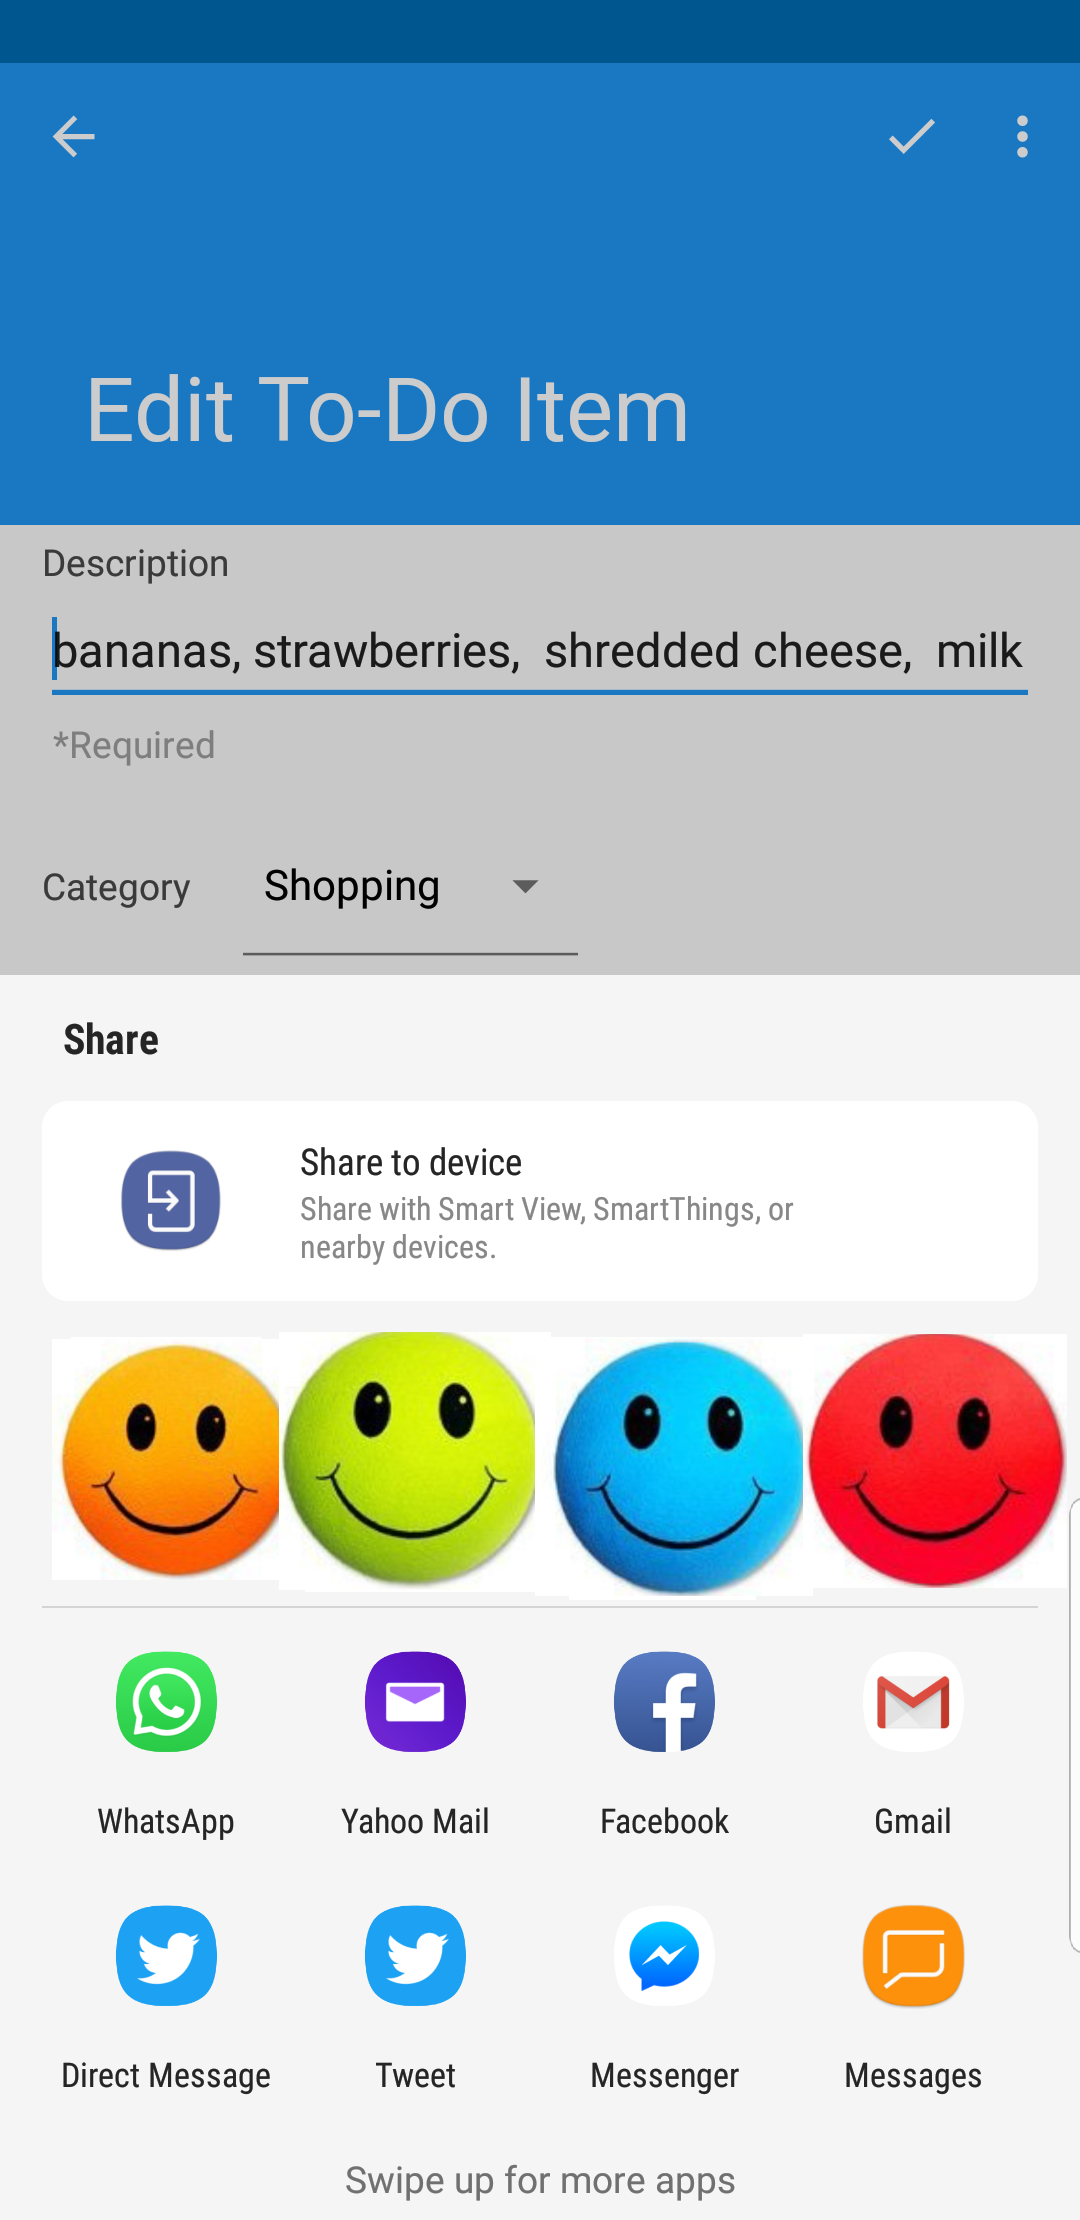 Edit To-Do Item
Description
bananas, strawberries,  shredded cheese,  milk
*Required
Category Shopping
Share
Share to device
Share with Smart View, SmartThings, or
nearby devices.
WhatsApp Yahoo Mail Facebook Gmail
Direct Message Tweet Messenger Messages
Swipe up for more apps